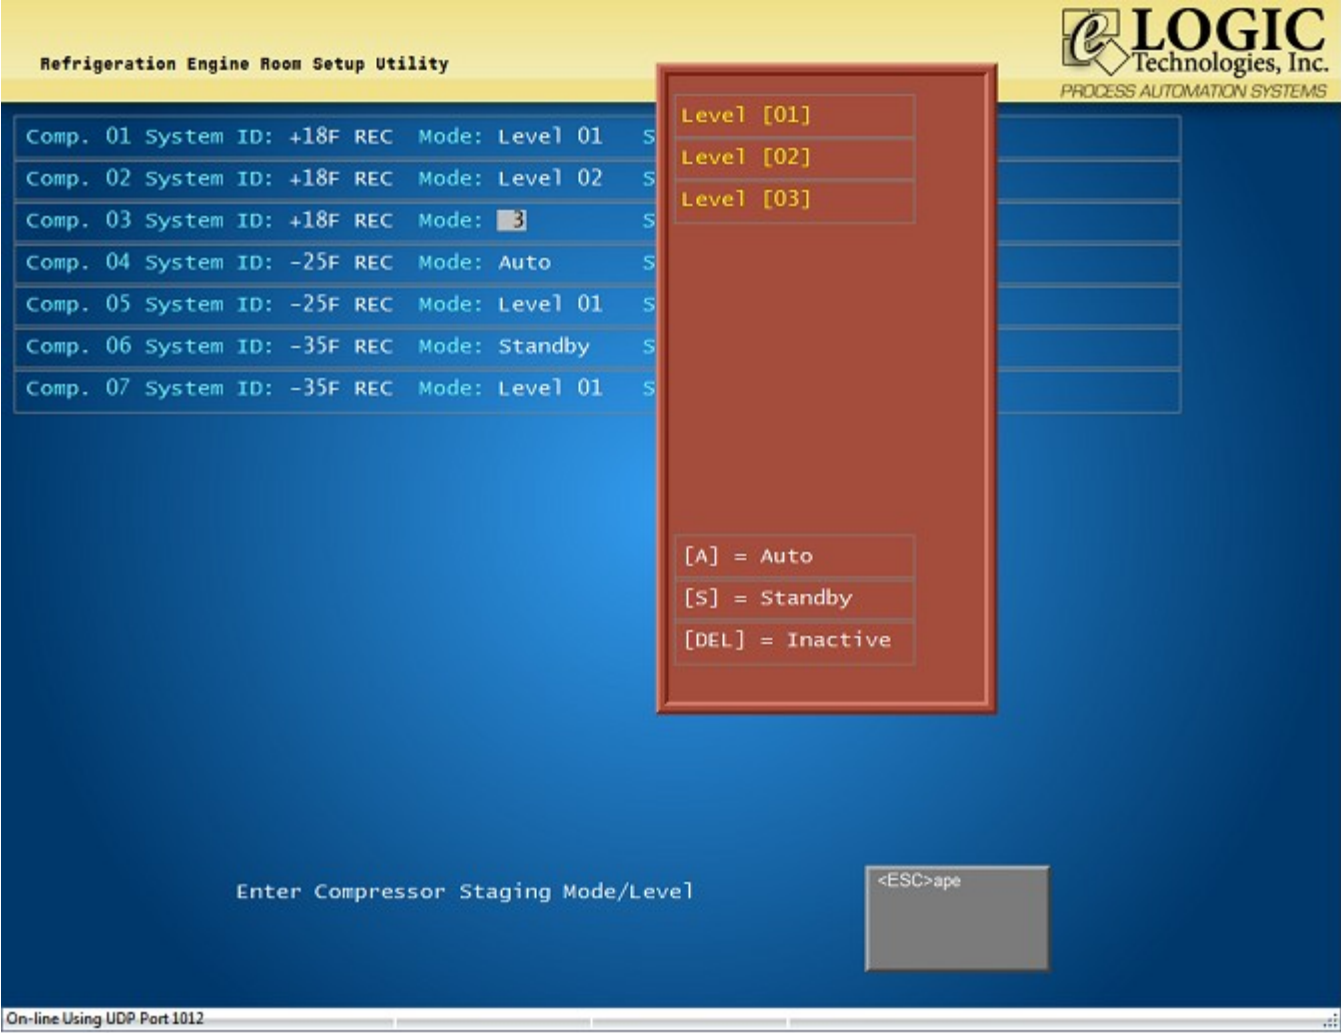 LOGIC
Technologies, Inc.
PROCESS AUTOMATION SYSTEMS
Refrigeration Engine Room Setup Utility
Comp. 01 System ID: +18F REC Mode: Level 01 S
Comp. 02 System ID: +18F REC Mode: Level 02 S
Comp. 03 System ID: +18F REC Mode: 3 S
Comp. 04 System ID: -25F REC Mode: Auto S
Comp. 05 System ID: -25F REC Mode: Level 01 S
Comp. 06 System ID: -35F REC Mode: Standby S
Comp. 07 System ID: -35F REC Mode: Level 01 S
Level [01]
Level [02]
Level [03]
[A] = Auto
[S] = Standby
[DEL] = Inactive
Enter Compressor Staging Mode/Level
<ESC>ape
On-line Using UDP Port 1012